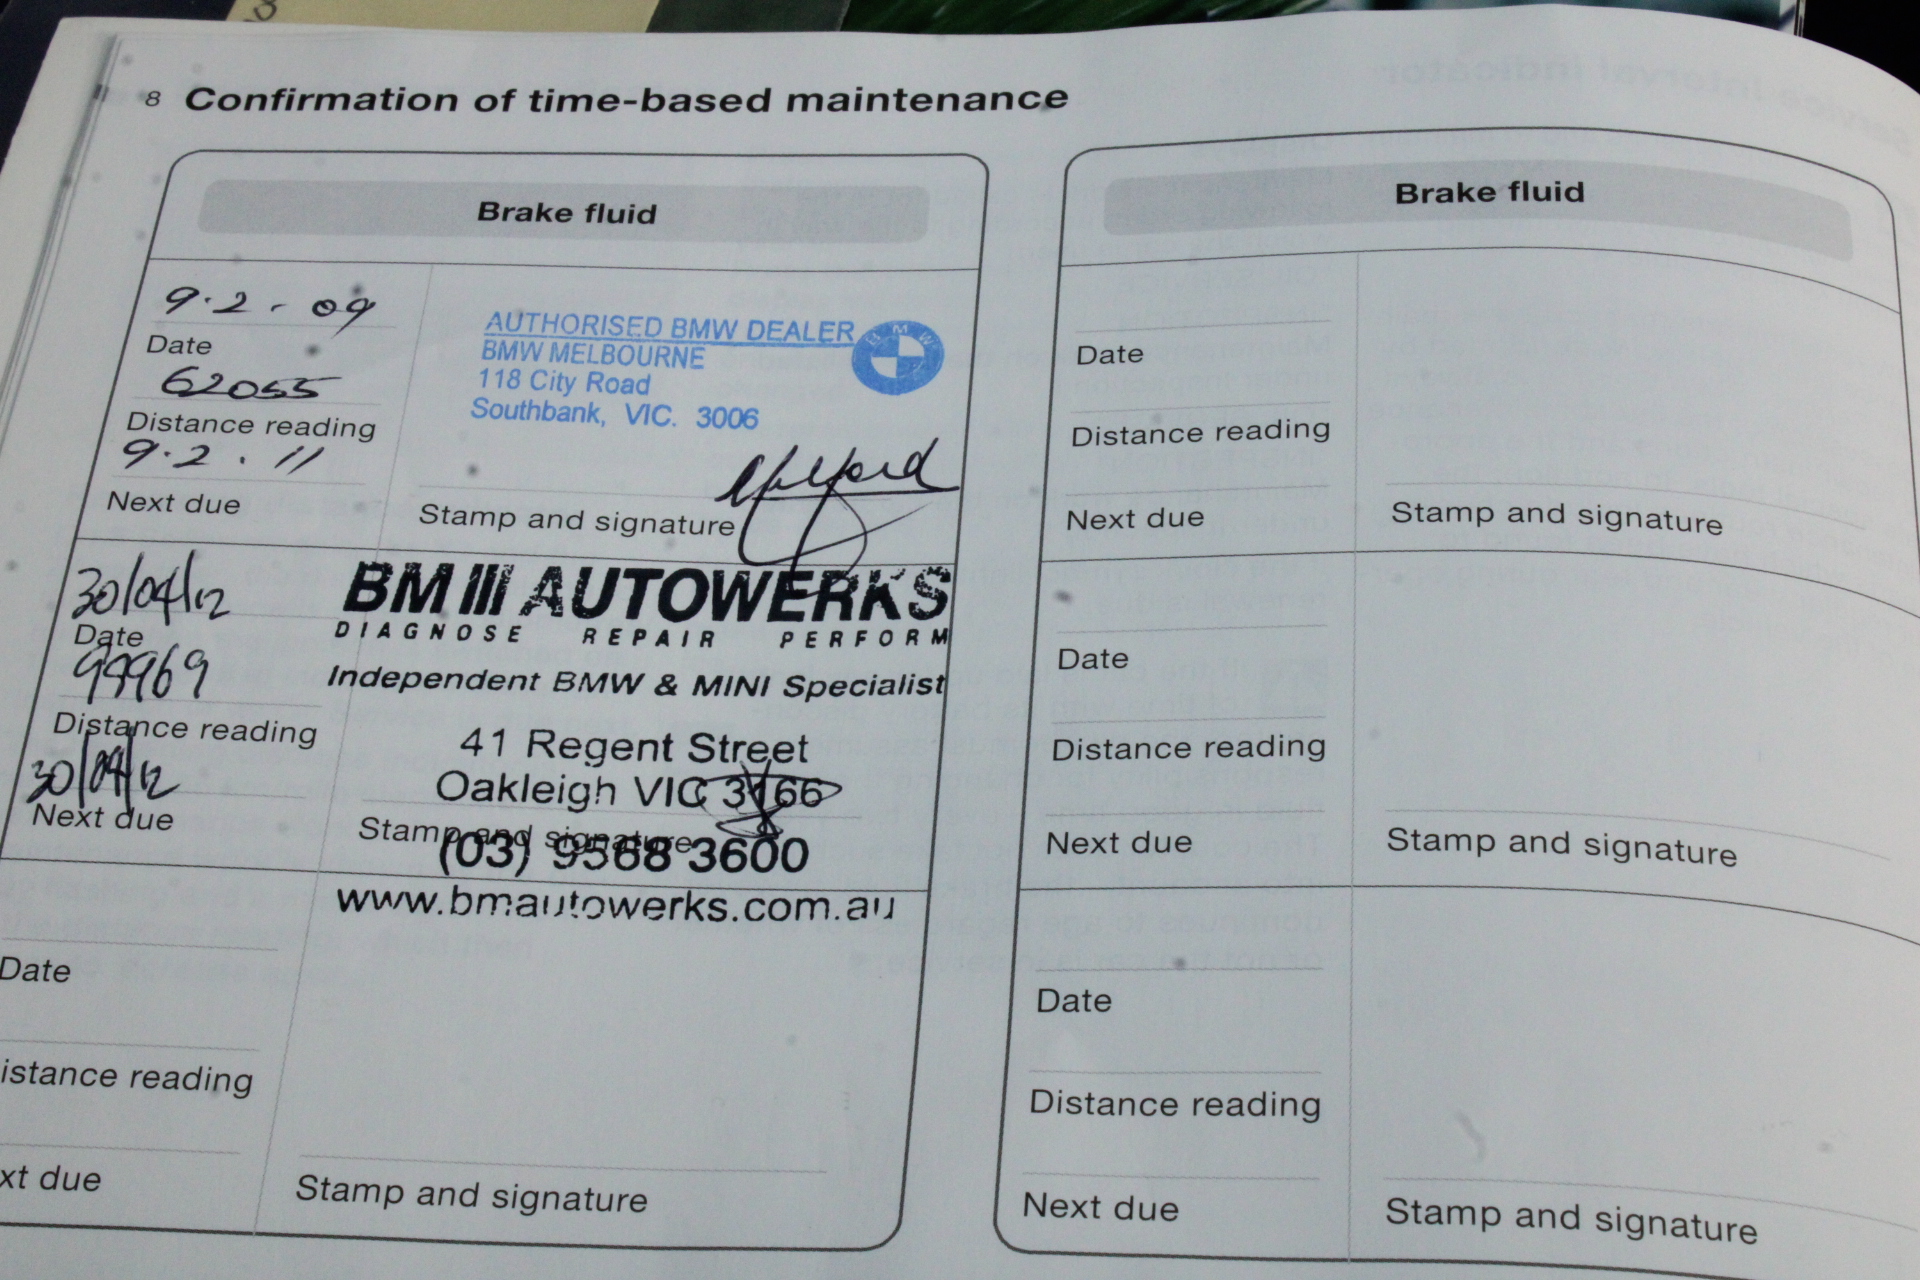 8 Confirmation of time-based maintenance
Brake fluid
9·2·09
Date
62055
Distance reading
9·2·11
Next due
AUTHORISED BMW DEALER
BMW MELBOURNE
118 City Road
Southbank, VIC. 3006
BMW
Stamp and signature
30/04/12
Date
99969
Distance reading
30/04/12
Next due
BM AUTOWERKS
DIAGNOSE REPAIR PERFORM
Independent BMW & MINI Specialist
41 Regent Street
Oakleigh VIC 3166
Stamp and signature
(03) 9568 3600
www.bmautowerks.com.au
Date
istance reading
xt due
Stamp and signature
Brake fluid
Date
Distance reading
Next due
Stamp and signature
Date
Distance reading
Next due
Stamp and signature
Date
Distance reading
Next due
Stamp and signature